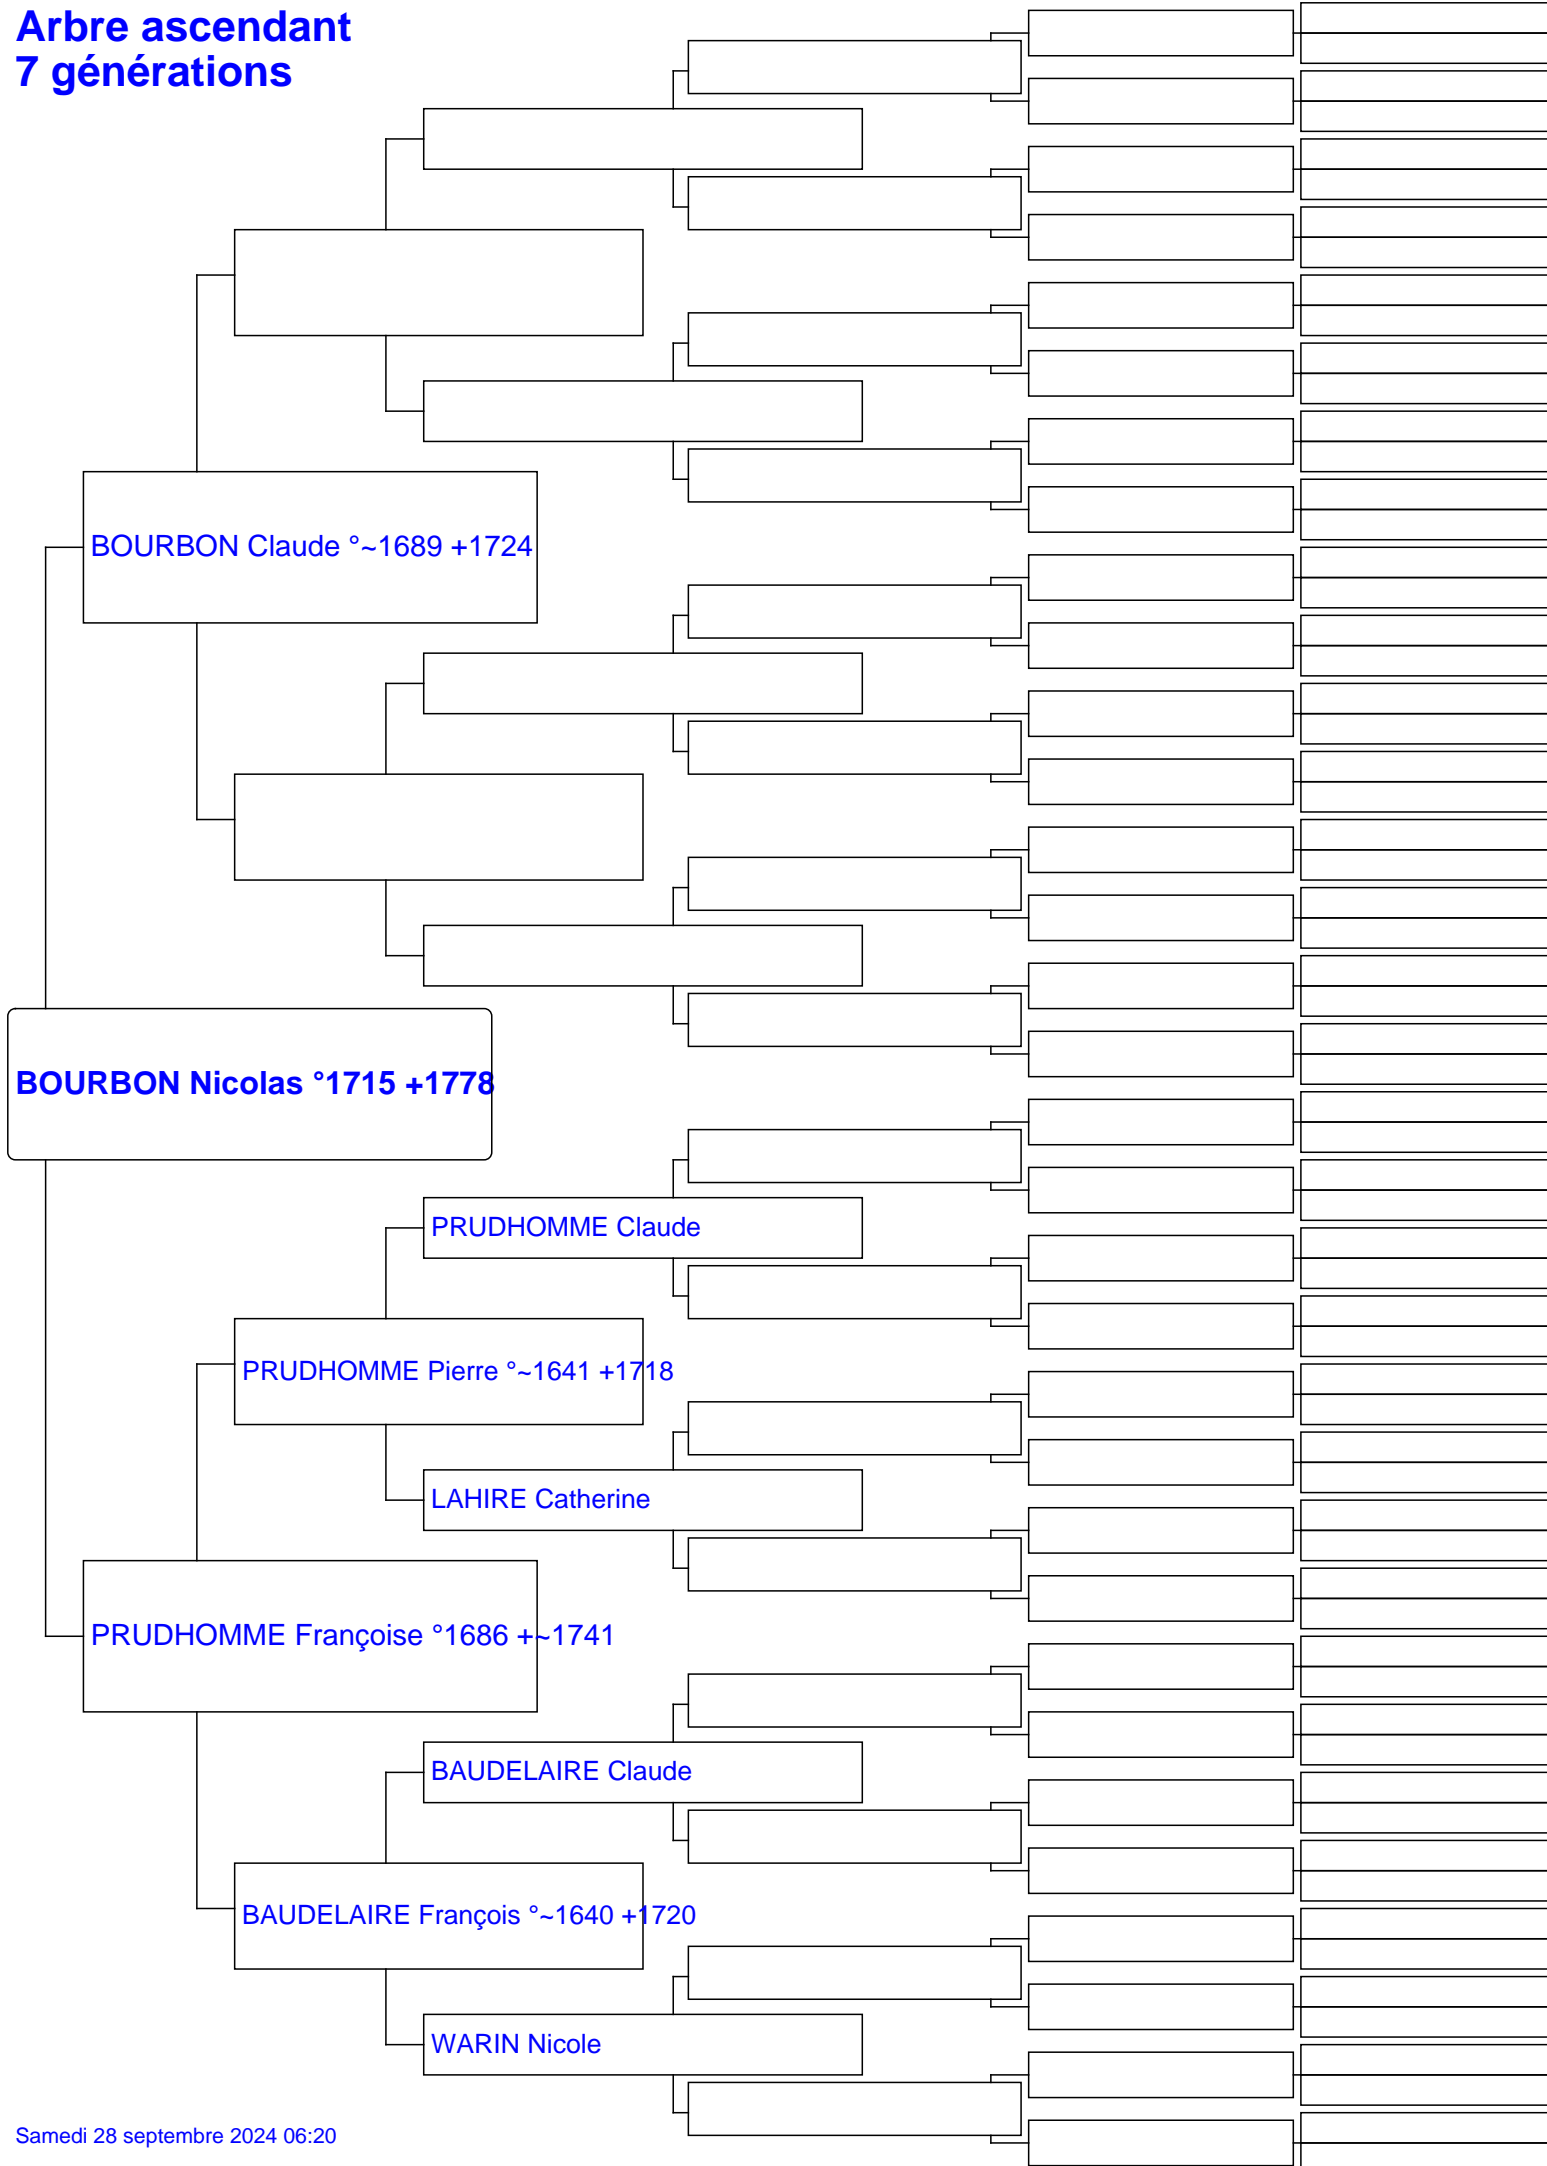 Arbre ascendant
7 générations
BOURBON Claude °~1689 +1724
BOURBON Nicolas °1715 +1778
PRUDHOMME Claude
PRUDHOMME Pierre °~1641 +1718
LAHIRE Catherine
PRUDHOMME Françoise °1686 +~1741
BAUDELAIRE Claude
BAUDELAIRE François °~1640 +1720
WARIN Nicole
Samedi 28 septembre 2024 06:20